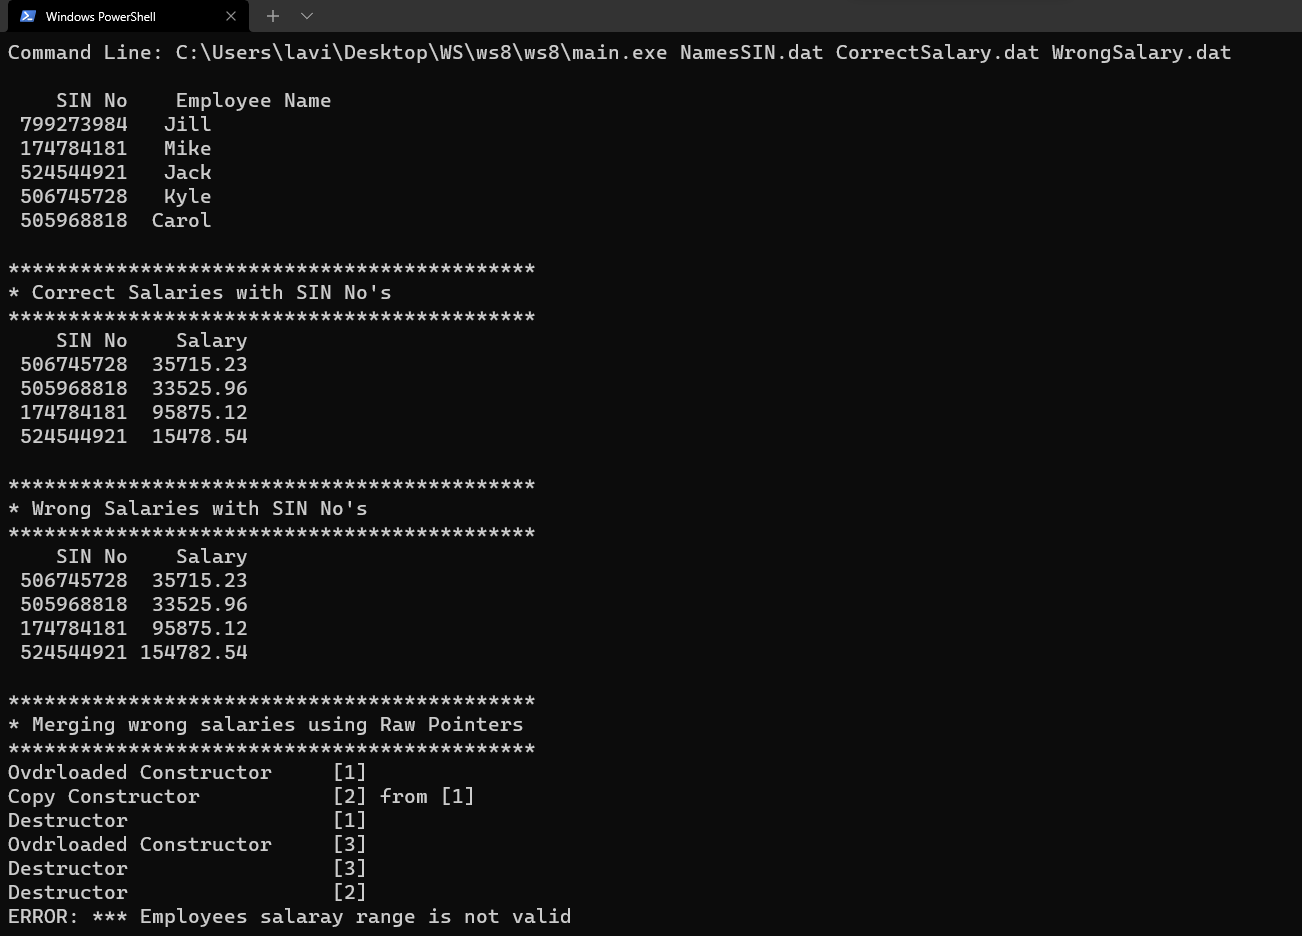 Windows PowerShell
Command Line: C:\Users\lavi\Desktop\WS\ws8\ws8\main.exe NamesSIN.dat CorrectSalary.dat WrongSalary.dat
SIN No    Employee Name
799273984   Jill
174784181   Mike
524544921   Jack
506745728   Kyle
505968818  Carol
********************************************
* Correct Salaries with SIN No's
********************************************
SIN No    Salary
506745728  35715.23
505968818  33525.96
174784181  95875.12
524544921  15478.54
********************************************
* Wrong Salaries with SIN No's
********************************************
SIN No    Salary
506745728  35715.23
505968818  33525.96
174784181  95875.12
524544921 154782.54
********************************************
* Merging wrong salaries using Raw Pointers
********************************************
Ovdrloaded Constructor     [1]
Copy Constructor           [2] from [1]
Destructor                 [1]
Ovdrloaded Constructor     [3]
Destructor                 [3]
Destructor                 [2]
ERROR: *** Employees salaray range is not valid